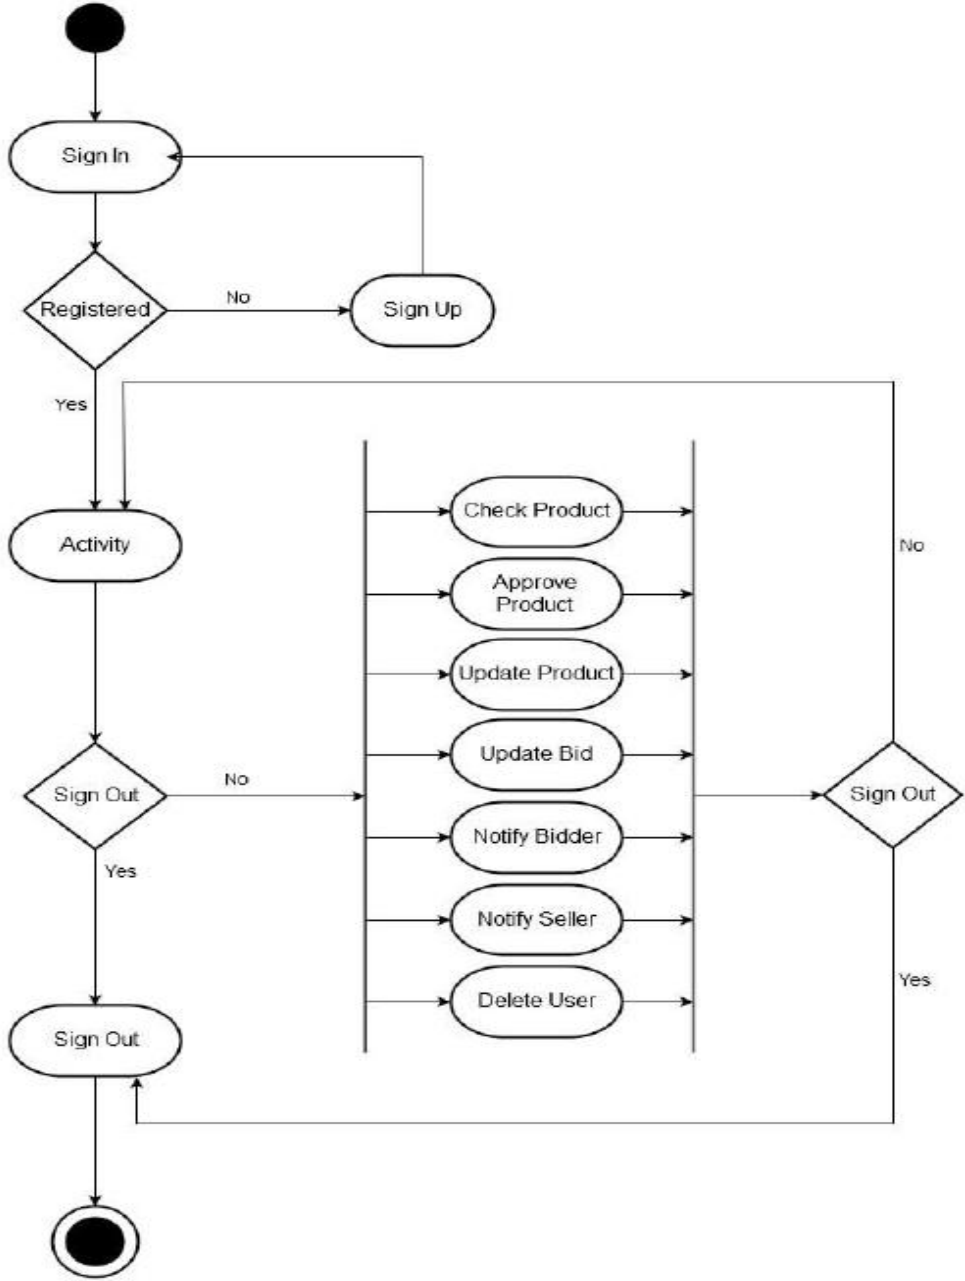 Sign In
Registered
No
Sign Up
Yes
Activity
Check Product
Approve
Product
Update Product
Update Bid
Notify Bidder
Notify Seller
Delete User
Sign Out
No
Yes
Sign Out
No
Sign Out
Yes